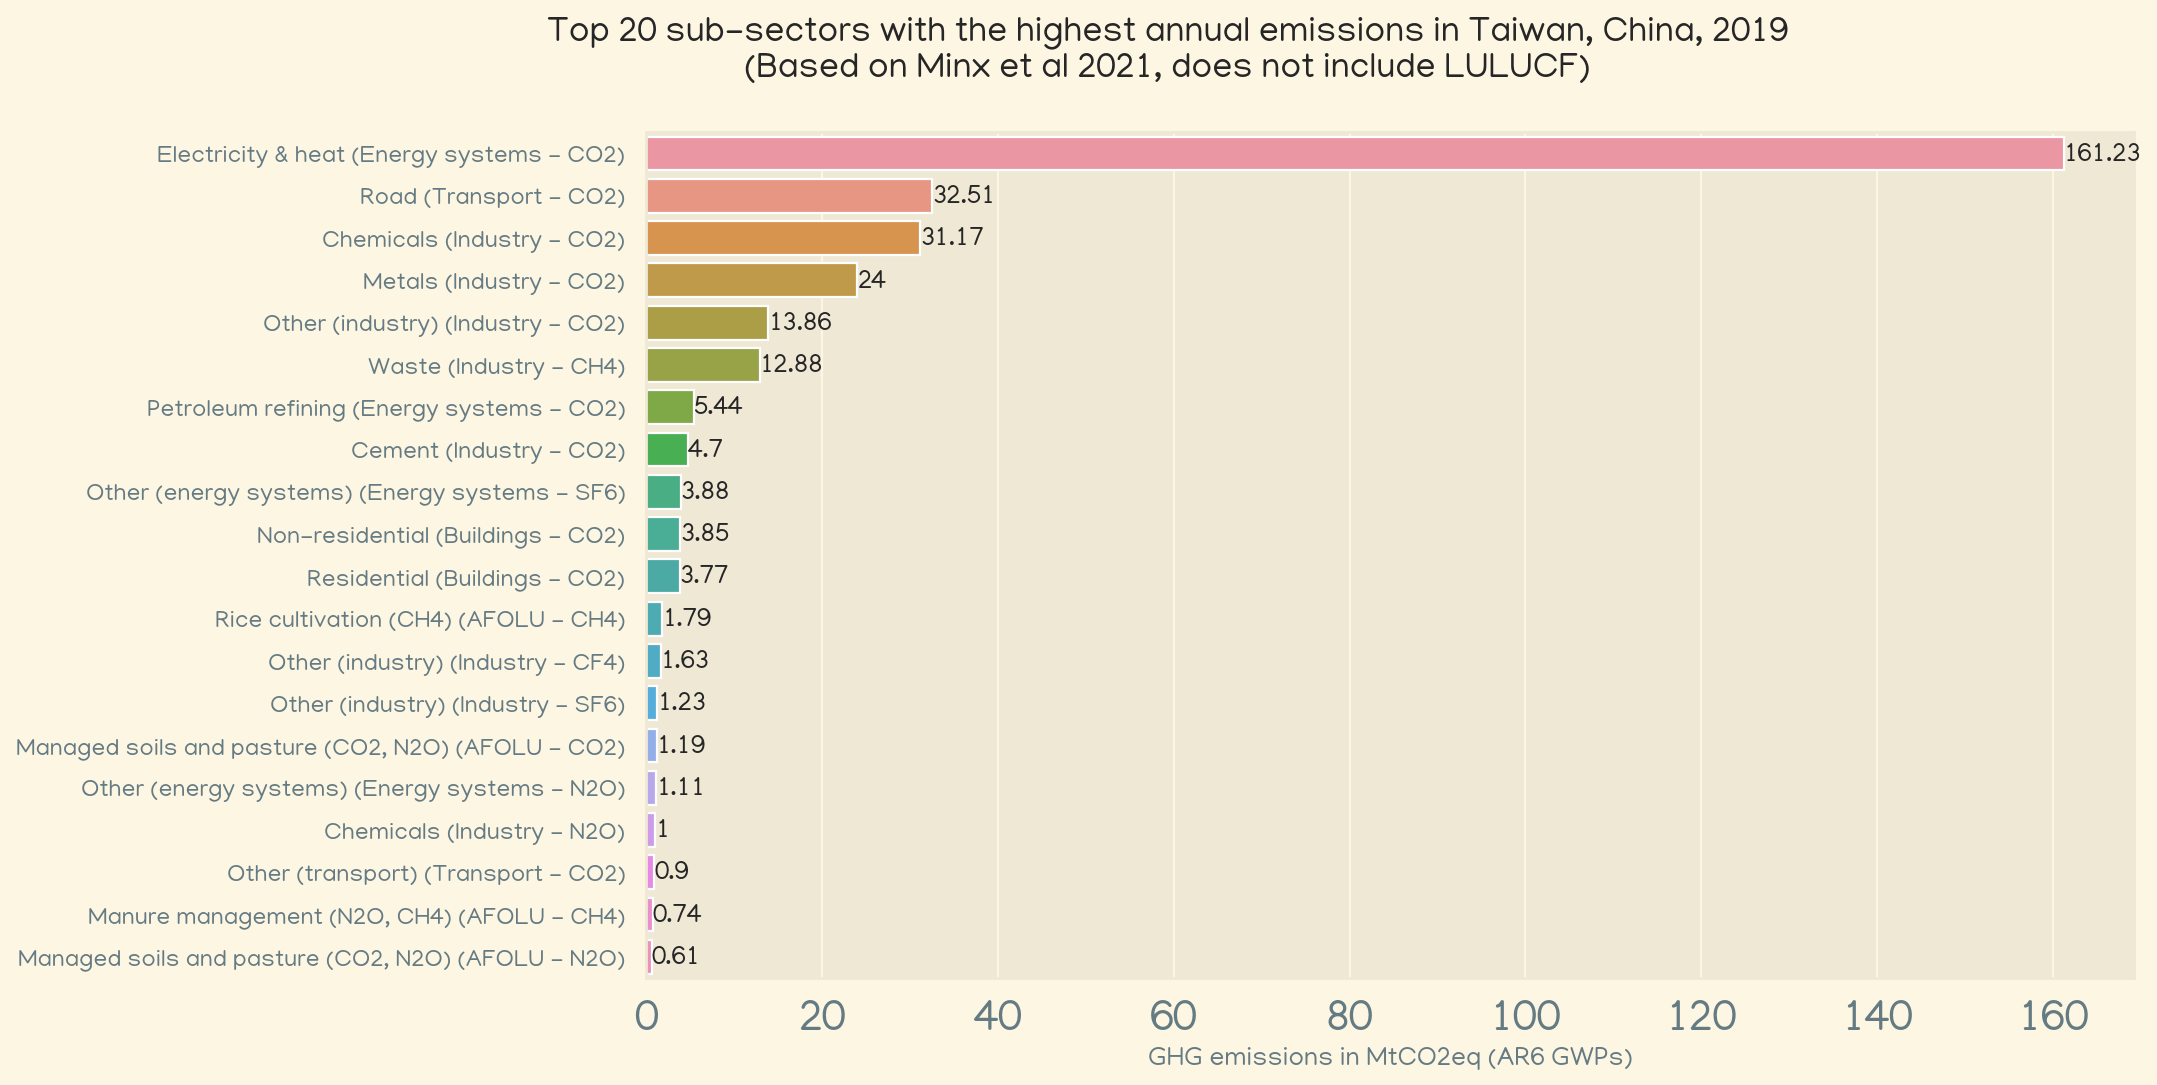 Top 20 sub-sectors with the highest annual emissions in Taiwan, China, 2019
(Based on Minx et al 2021, does not include LULUCF)
Electricity & heat (Energy systems - CO2) 161.23
Road (Transport - CO2) 32.51
Chemicals (Industry - CO2) 31.17
Metals (Industry - CO2) 24
Other (industry) (Industry - CO2) 13.86
Waste (Industry - CH4) 12.88
Petroleum refining (Energy systems - CO2) 5.44
Cement (Industry - CO2) 4.7
Other (energy systems) (Energy systems - SF6) 3.88
Non-residential (Buildings - CO2) 3.85
Residential (Buildings - CO2) 3.77
Rice cultivation (CH4) (AFOLU - CH4) 1.79
Other (industry) (Industry - CF4) 1.63
Other (industry) (Industry - SF6) 1.23
Managed soils and pasture (CO2, N2O) (AFOLU - CO2) 1.19
Other (energy systems) (Energy systems - N2O) 1.11
Chemicals (Industry - N2O) 1
Other (transport) (Transport - CO2) 0.9
Manure management (N2O, CH4) (AFOLU - CH4) 0.74
Managed soils and pasture (CO2, N2O) (AFOLU - N2O) 0.61
0 20 40 60 80 100 120 140 160
GHG emissions in MtCO2eq (AR6 GWPs)